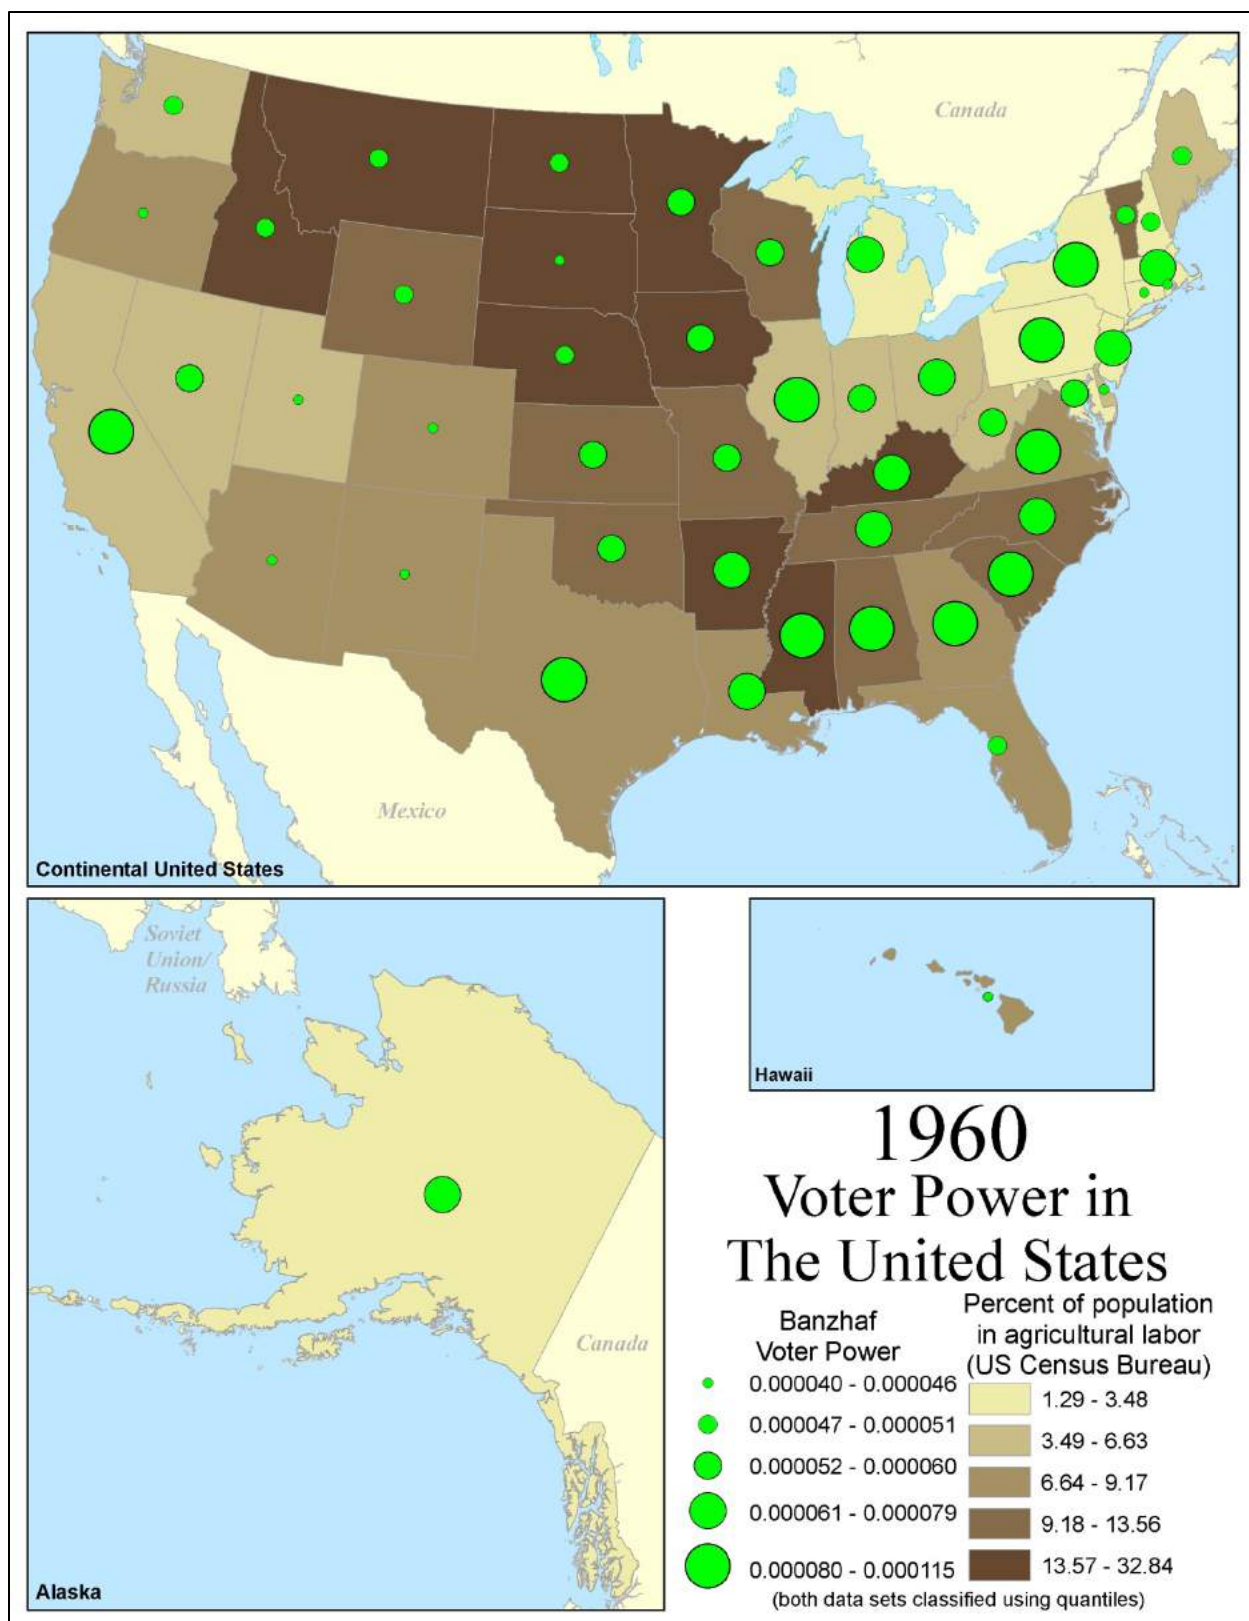 Canada
Mexico
Continental United States
Soviet
Union/
Russia
Canada
Alaska
Hawaii
1960
Voter Power in
The United States
Banzhaf
Voter Power
0.000040 - 0.000046
0.000047 - 0.000051
0.000052 - 0.000060
0.000061 - 0.000079
0.000080 - 0.000115
Percent of population
in agricultural labor
(US Census Bureau)
1.29 - 3.48
3.49 - 6.63
6.64 - 9.17
9.18 - 13.56
13.57 - 32.84
(both data sets classified using quantiles)